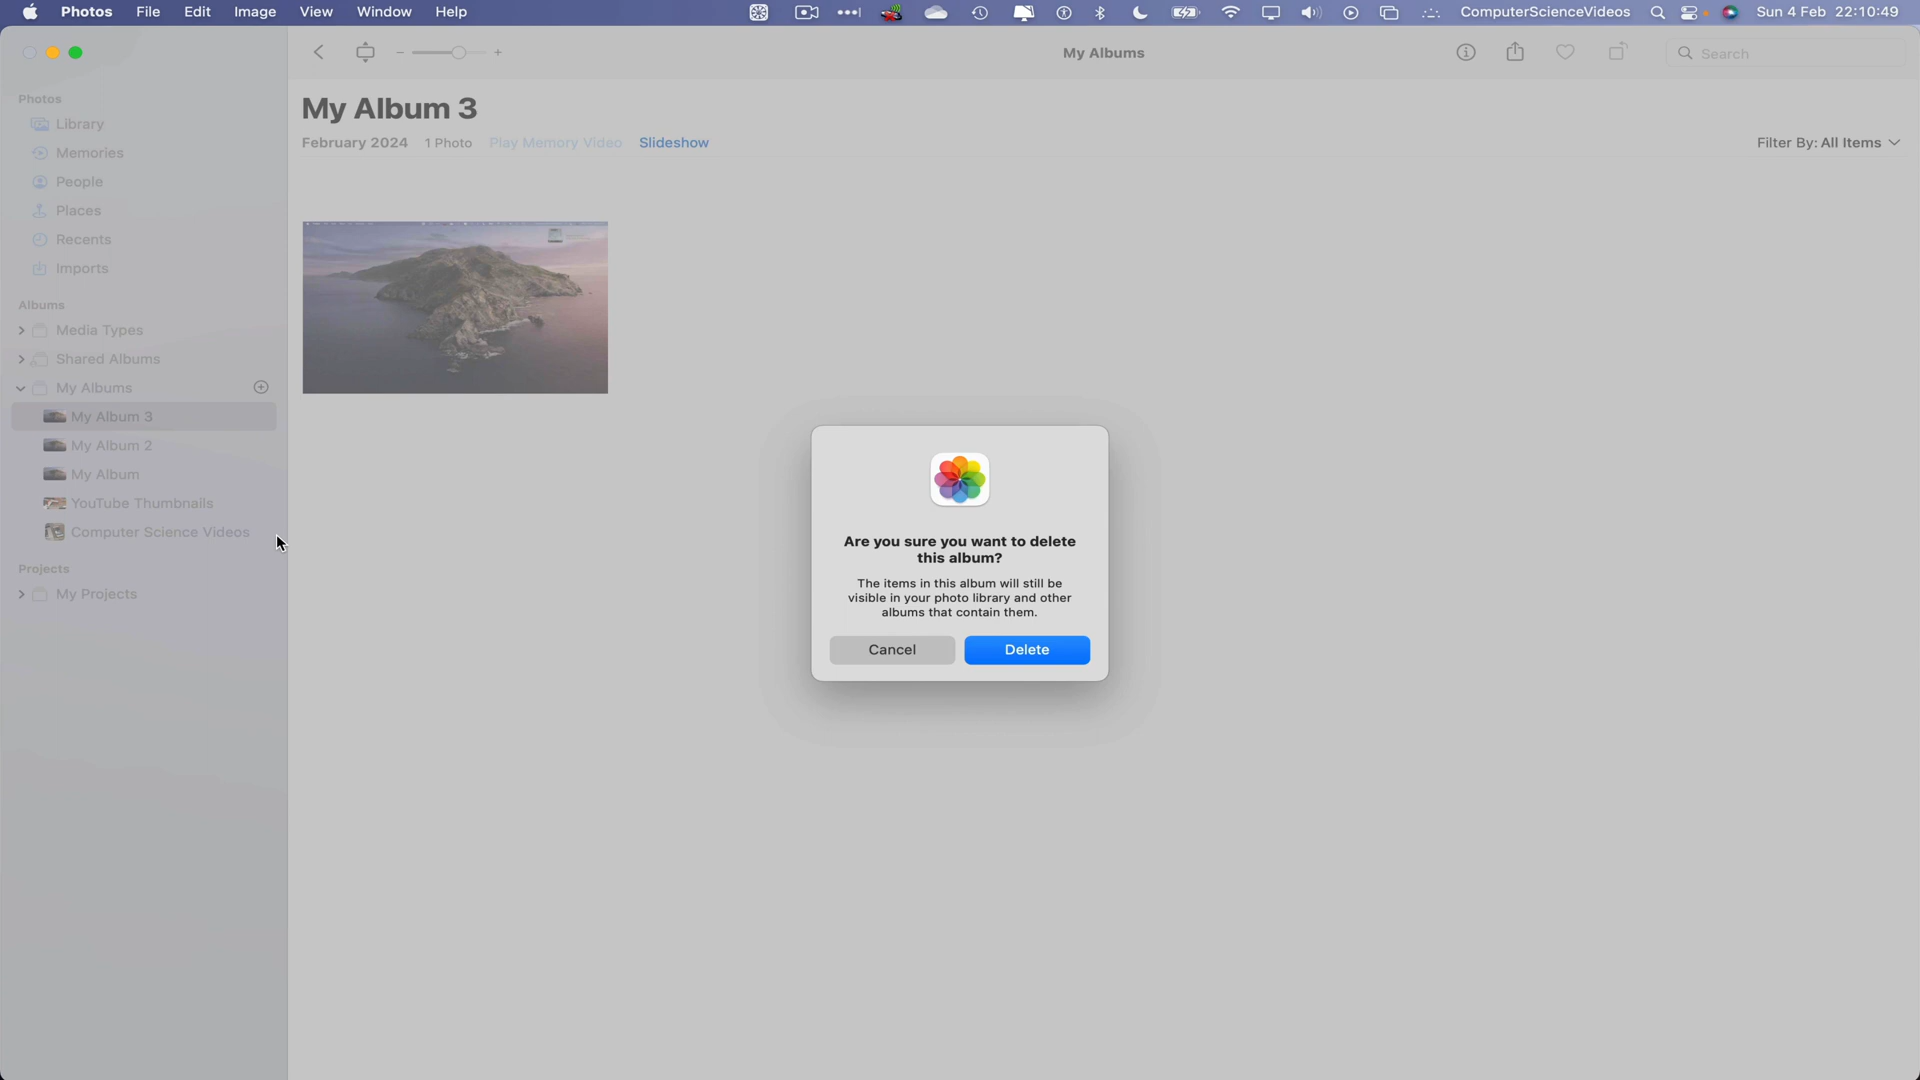 Photos File Edit Image View Window Help ComputerScienceVideos Sun 4 Feb 22:10:49
My Albums
Search
Photos
Library
Memories
People
Places
Recents
Imports
Albums
Media Types
Shared Albums
My Albums
My Album 3
My Album 2
My Album
YouTube Thumbnails
Computer Science Videos
Projects
My Projects
My Album 3
February 2024 1 Photo Play Memory Video Slideshow
Filter By: All Items
Are you sure you want to delete
this album?
The items in this album will still be
visible in your photo library and other
albums that contain them.
Cancel Delete